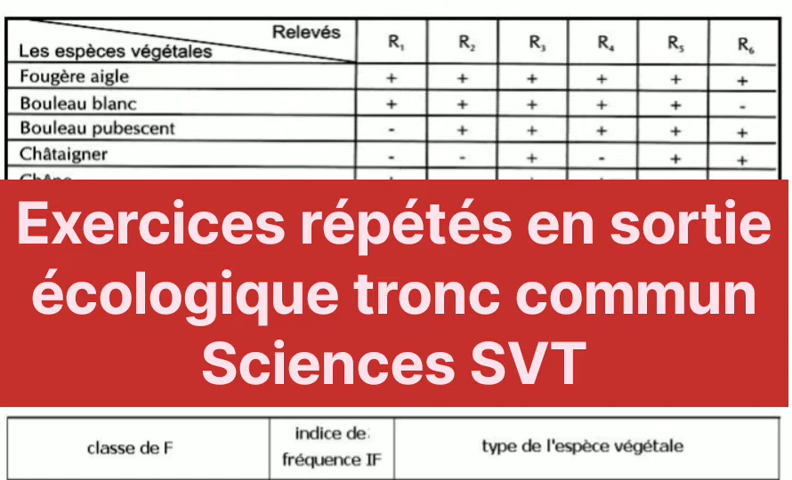 Relevés R₁ R₂ R₃ R₄ R₅ R₆
Les espèces végétales
Fougère aigle + + + + + +
Bouleau blanc + + + + + -
Bouleau pubescent - + + + + +
Châtaigner - - + - + +
Exercices répétés en sortie
écologique tronc commun
Sciences SVT
classe de F
indice de
fréquence IF
type de l'espèce végétale